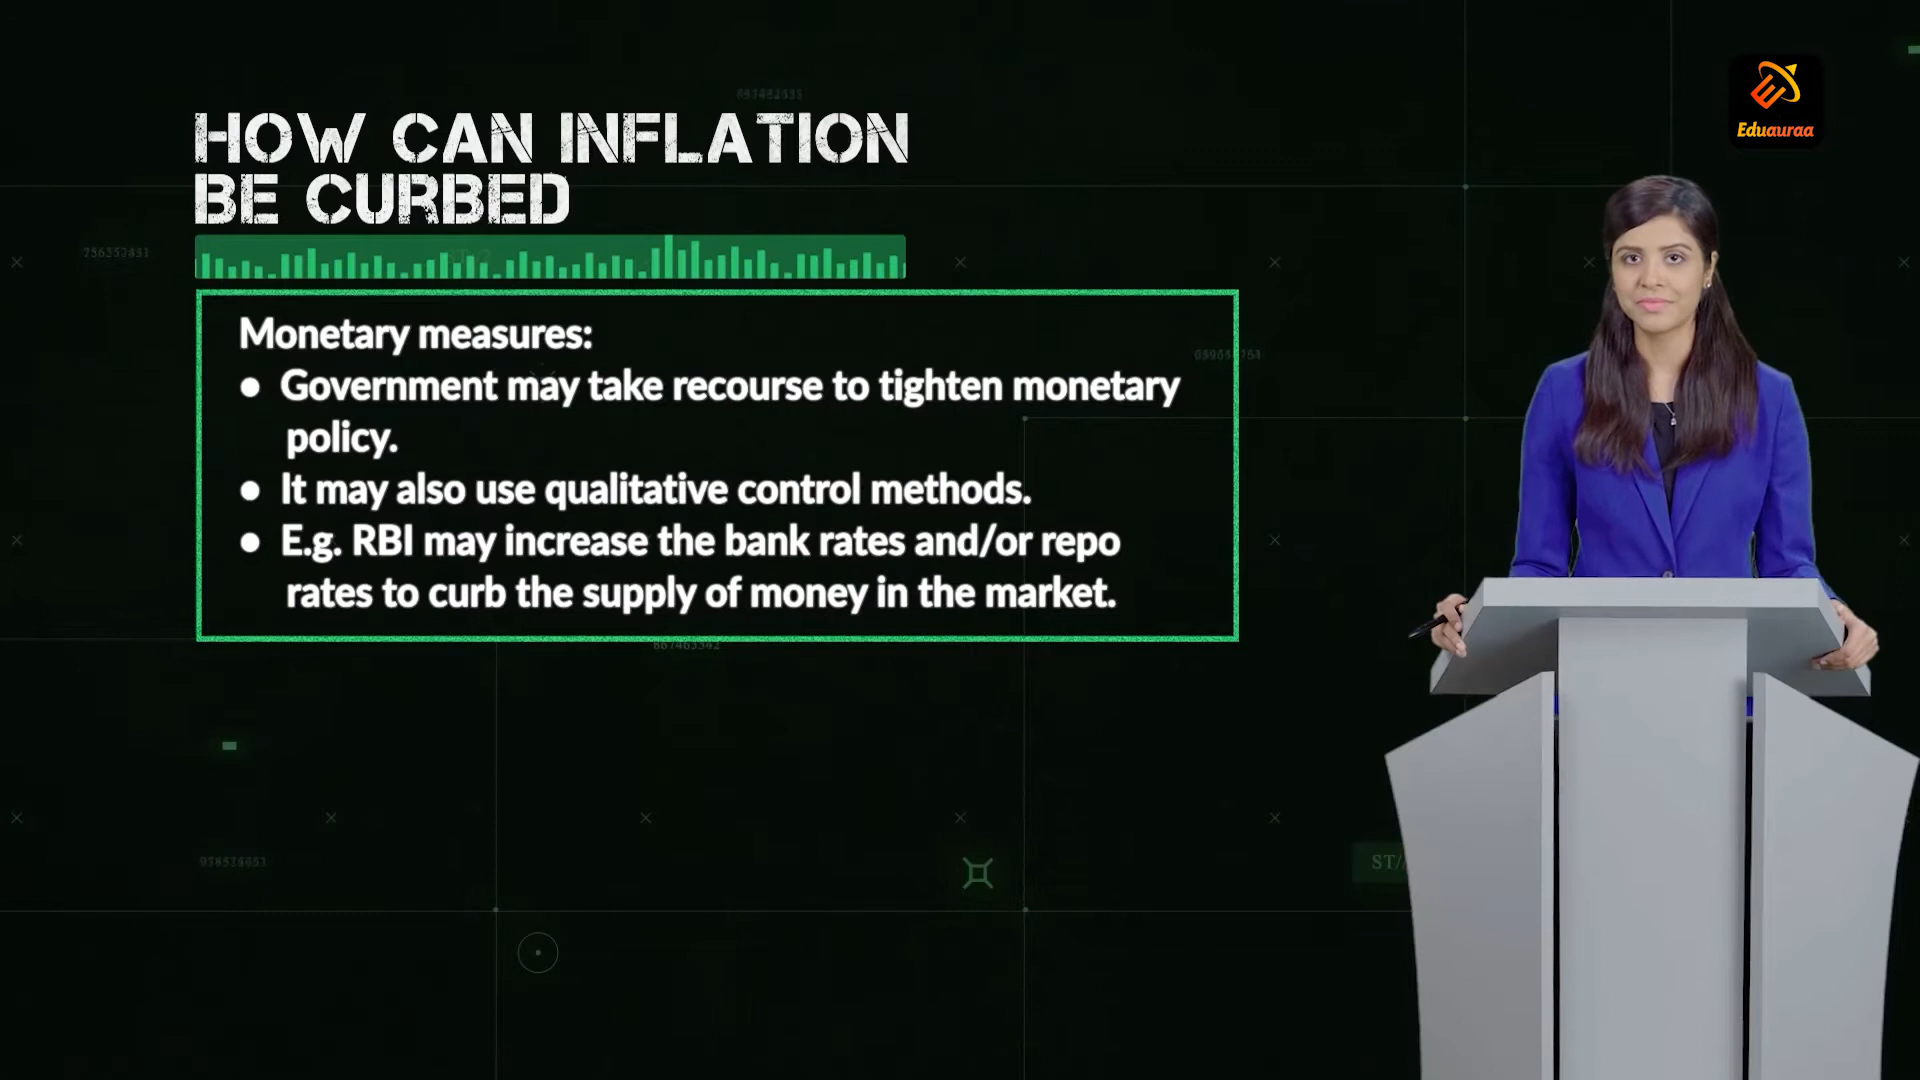 HOW CAN INFLATION
BE CURBED
Eduauraa
Monetary measures:
● Government may take recourse to tighten monetary
policy.
● It may also use qualitative control methods.
● E.g. RBI may increase the bank rates and/or repo
rates to curb the supply of money in the market.